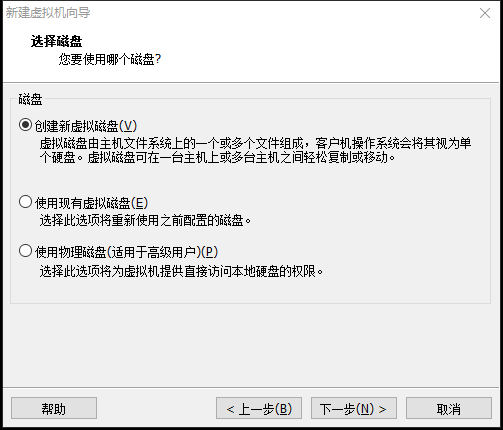 新建虚拟机向导
选择磁盘
您要使用哪个磁盘?
磁盘
创建新虚拟磁盘(V)
虚拟磁盘由主机文件系统上的一个或多个文件组成，客户机操作系统会将其视为单
个硬盘。虚拟磁盘可在一台主机上或多台主机之间轻松复制或移动。
使用现有虚拟磁盘(E)
选择此选项将重新使用之前配置的磁盘。
使用物理磁盘(适用于高级用户)(P)
选择此选项将为虚拟机提供直接访问本地硬盘的权限。
帮助 < 上一步(B) 下一步(N) > 取消